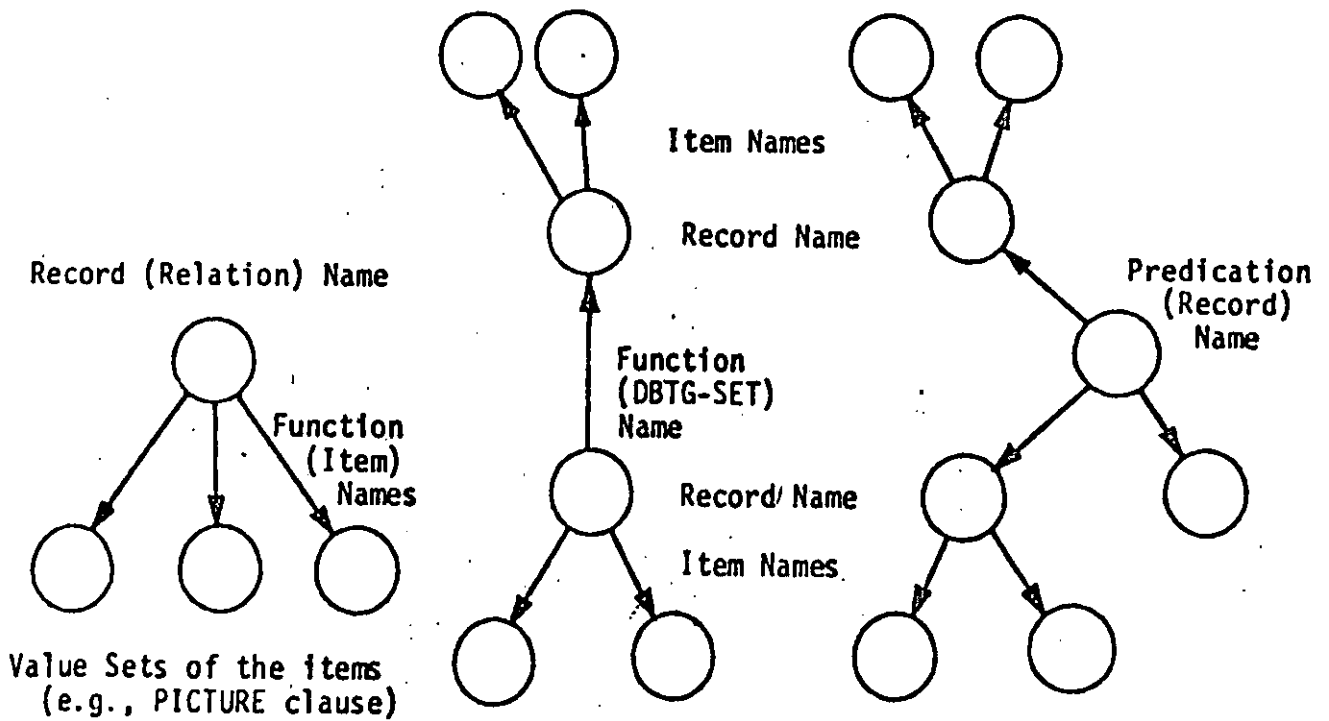 Record (Relation) Name
Function
(Item)
Names
Value Sets of the items
(e.g., PICTURE clause)
Item Names
Record Name
Function
(DBTG-SET)
Name
Record Name
Item Names
Predication
(Record)
Name